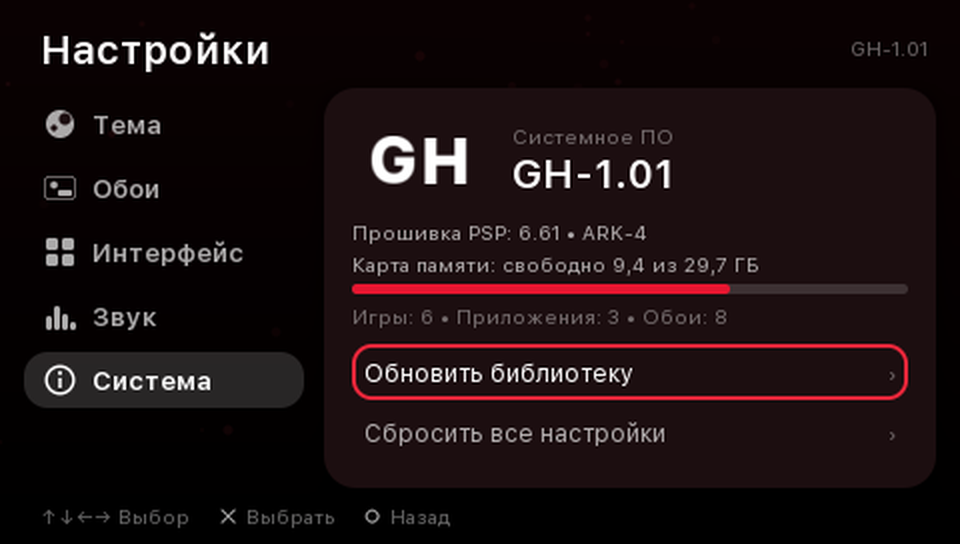 Настройки
GH-1.01
Тема
Обои
Интерфейс
Звук
Система
GH
Системное ПО
GH-1.01
Прошивка PSP: 6.61 • ARK-4
Карта памяти: свободно 9,4 из 29,7 ГБ
Игры: 6 • Приложения: 3 • Обои: 8
Обновить библиотеку ›
Сбросить все настройки ›
↑↓←→ Выбор ✕ Выбрать ○ Назад